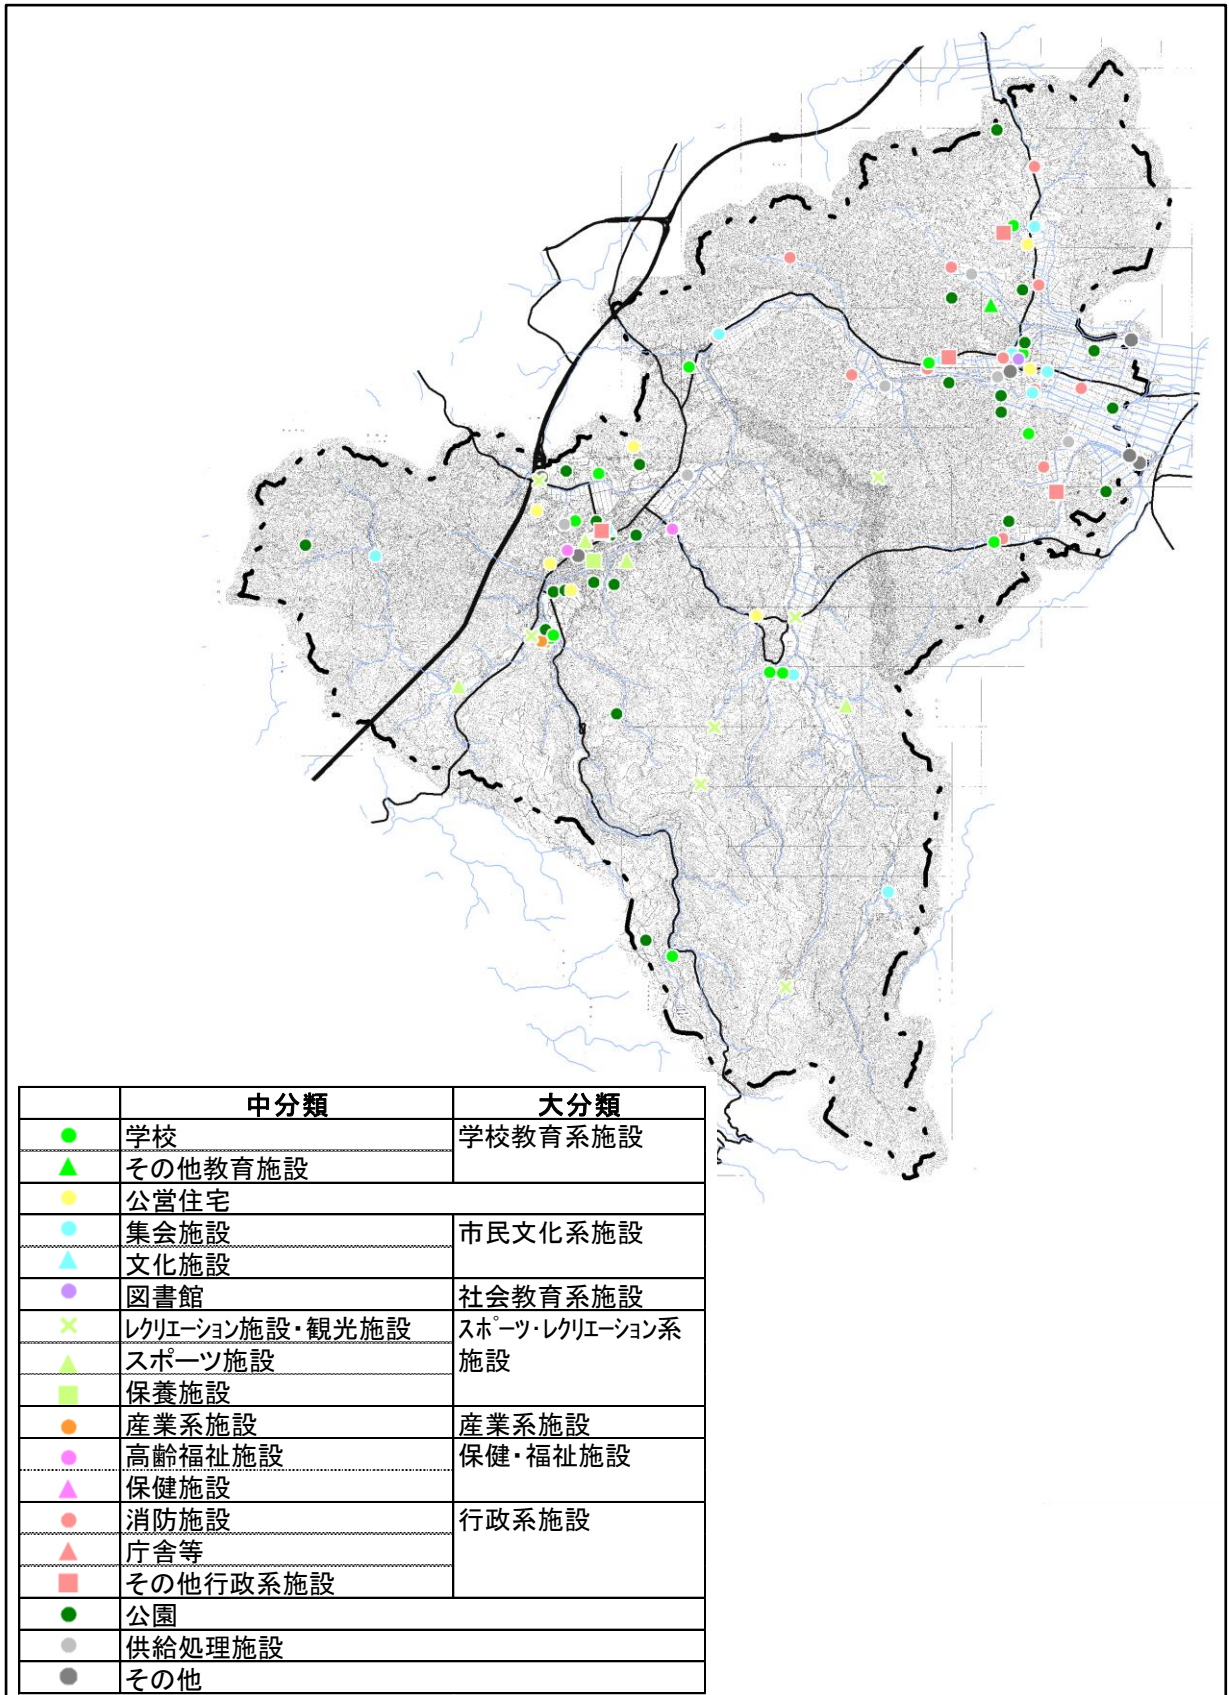 中分類 大分類
学校 学校教育系施設
その他教育施設
公営住宅
集会施設 市民文化系施設
文化施設
図書館 社会教育系施設
レクリエーション施設・観光施設 スポーツ・レクリエーション系
スポーツ施設 施設
保養施設
産業系施設 産業系施設
高齢福祉施設 保健・福祉施設
保健施設
消防施設 行政系施設
庁舎等
その他行政系施設
公園
供給処理施設
その他